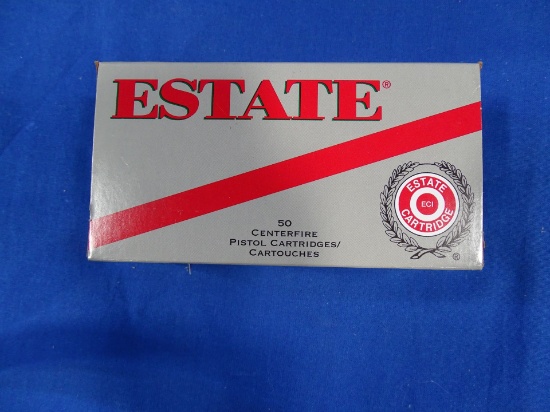 ESTATE®
50
CENTERFIRE
PISTOL CARTRIDGES/
CARTOUCHES
ESTATE
ECI
CARTRIDGE
®